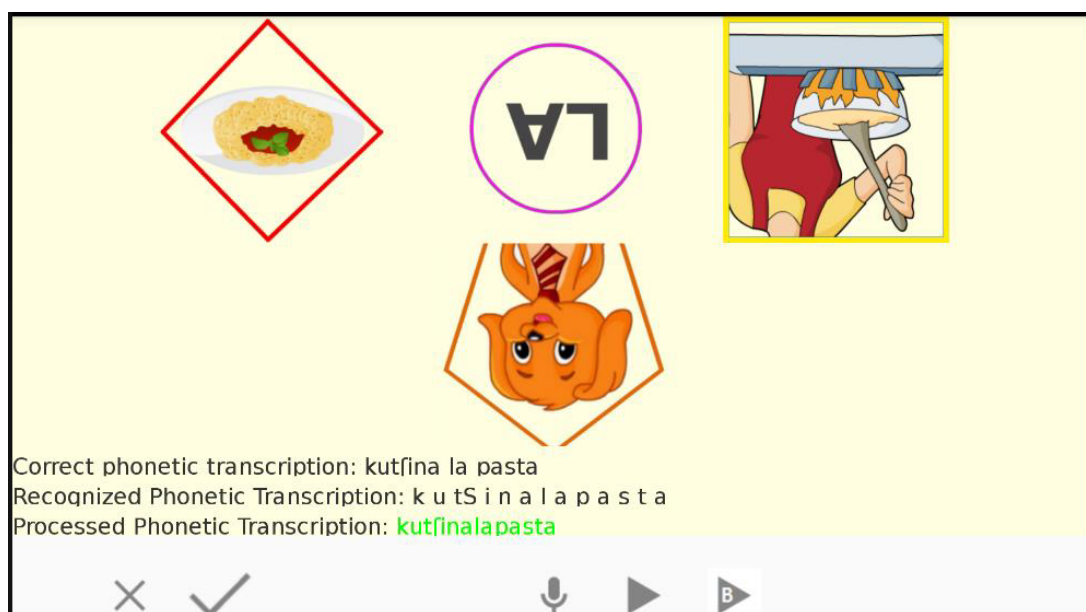 LA
Correct phonetic transcription: kutʃina la pasta
Recognized Phonetic Transcription: k u tS i n a l a p a s t a
Processed Phonetic Transcription: kutʃinalapasta
B